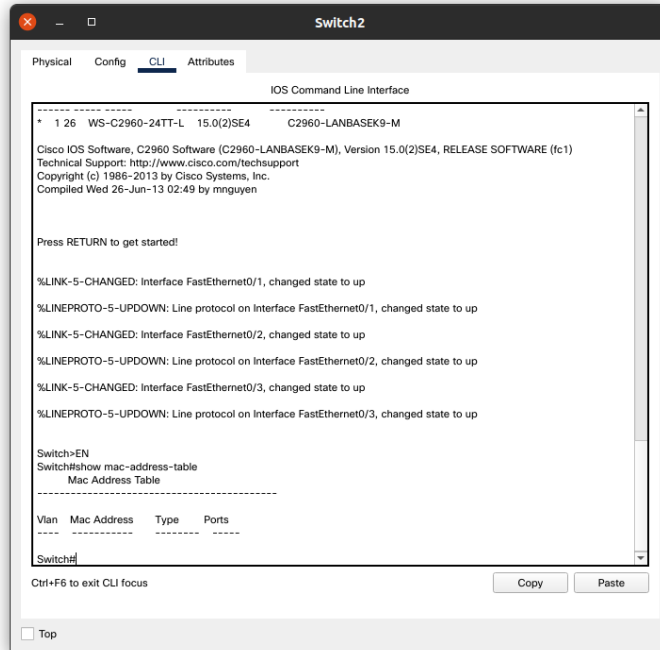 Switch2
Physical Config CLI Attributes
IOS Command Line Interface
------ ----- ----- ---------- ----------
* 1 26 WS-C2960-24TT-L 15.0(2)SE4 C2960-LANBASEK9-M
Cisco IOS Software, C2960 Software (C2960-LANBASEK9-M), Version 15.0(2)SE4, RELEASE SOFTWARE (fc1)
Technical Support: http://www.cisco.com/techsupport
Copyright (c) 1986-2013 by Cisco Systems, Inc.
Compiled Wed 26-Jun-13 02:49 by mnguyen
Press RETURN to get started!
%LINK-5-CHANGED: Interface FastEthernet0/1, changed state to up
%LINEPROTO-5-UPDOWN: Line protocol on Interface FastEthernet0/1, changed state to up
%LINK-5-CHANGED: Interface FastEthernet0/2, changed state to up
%LINEPROTO-5-UPDOWN: Line protocol on Interface FastEthernet0/2, changed state to up
%LINK-5-CHANGED: Interface FastEthernet0/3, changed state to up
%LINEPROTO-5-UPDOWN: Line protocol on Interface FastEthernet0/3, changed state to up
Switch>EN
Switch#show mac-address-table
Mac Address Table
-------------------------------------------
Vlan Mac Address Type Ports
---- ----------- -------- -----
Switch#
Ctrl+F6 to exit CLI focus
Copy Paste
Top